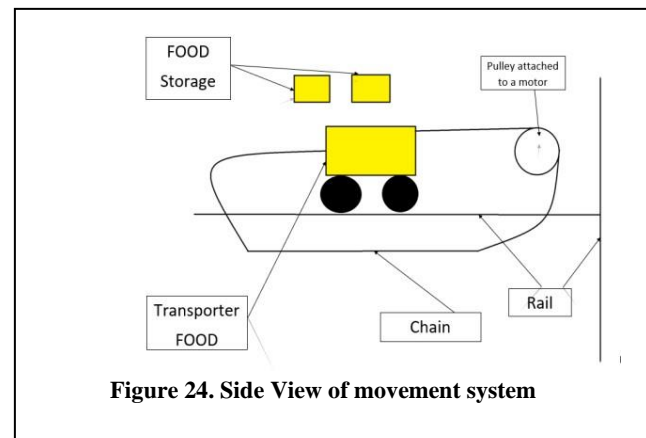 FOOD
Storage
Pulley attached
to a motor
Rail
Chain
Transporter
FOOD
Figure 24. Side View of movement system